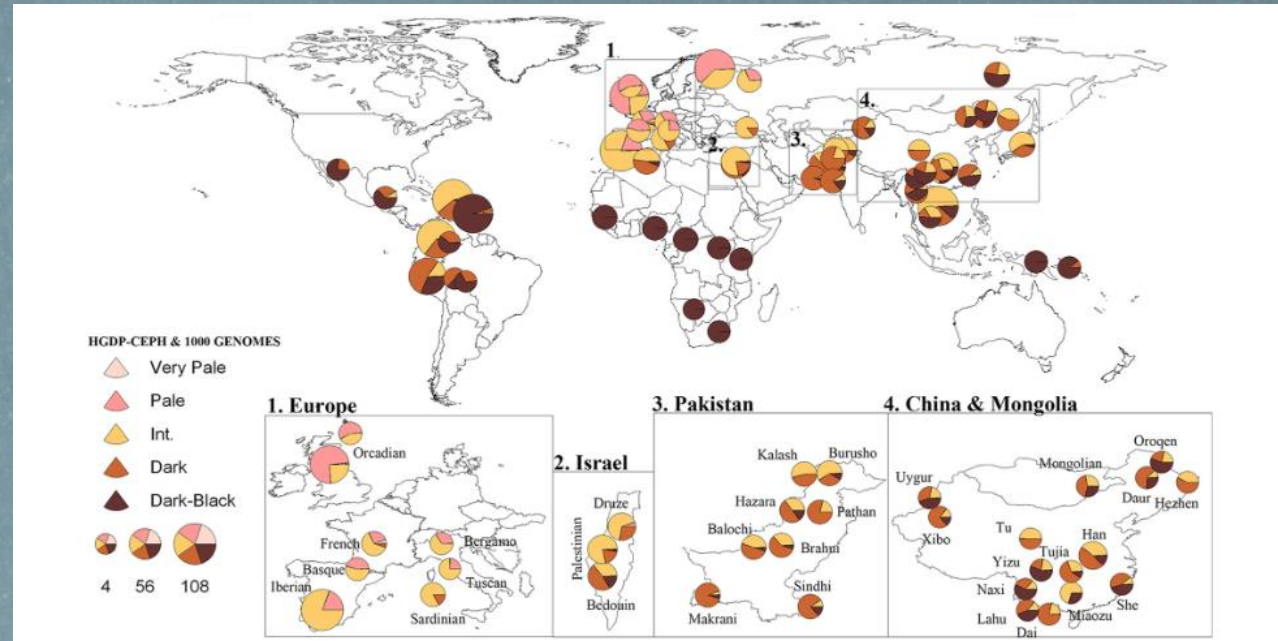 1.
2.
3.
4.
HGDP-CEPH & 1000 GENOMES
Very Pale
Pale
Int.
Dark
Dark-Black
4 56 108
1. Europe
Orcadian
French
Bergamo
Basque
Tuscan
Iberian
Sardinian
2. Israel
Druze
Palestinian
Bedouin
3. Pakistan
Kalash
Burusho
Hazara
Pathan
Balochi
Brahui
Sindhi
Makrani
4. China & Mongolia
Oroqen
Mongolian
Uygur
Daur
Hezhen
Xibo
Tu
Han
Tujia
Yizu
Naxi
She
Lahu
Miaozu
Dai